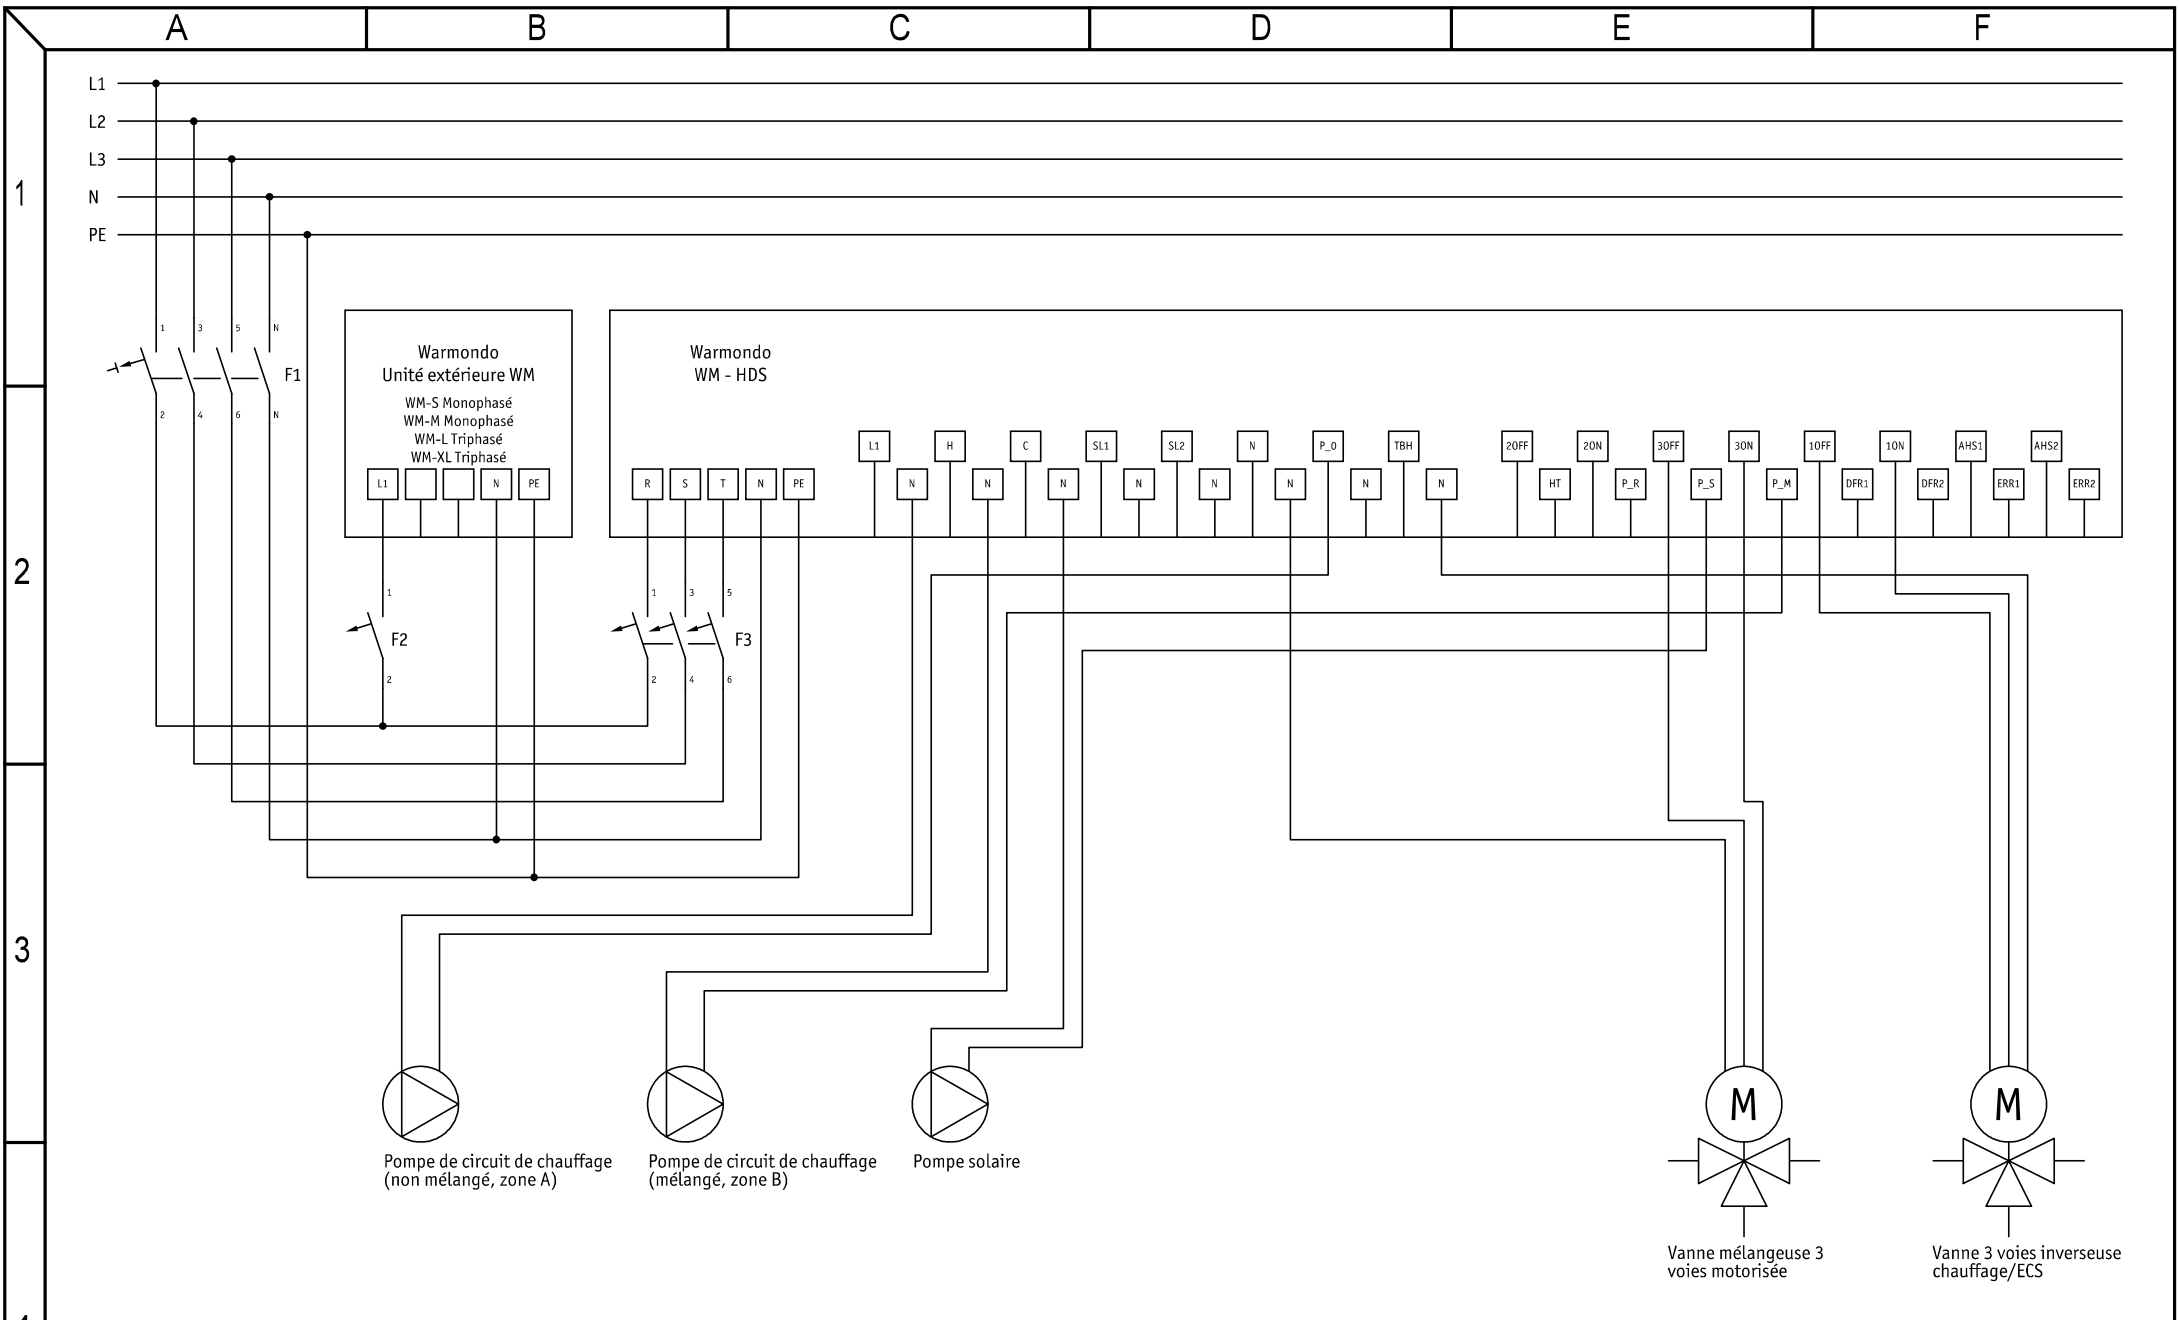 A B C D E F
L1
L2
L3
N
PE
1
1 3 5 N
F1
2 4 6 N
Warmondo
Unité extérieure WM
WM-S Monophasé
WM-M Monophasé
WM-L Triphasé
WM-XL Triphasé
L1 N PE
Warmondo
WM - HDS
L1 H C SL1 SL2 N P_O TBH 2OFF 2ON 3OFF 3ON 1OFF 1ON AHS1 AHS2
R S T N PE N N N N N N N N HT P_R P_S P_M DFR1 DFR2 ERR1 ERR2
2
1
F2
2
1 3 5
F3
2 4 6
3
M M
Pompe de circuit de chauffage
(non mélangé, zone A)
Pompe de circuit de chauffage
(mélangé, zone B)
Pompe solaire
Vanne mélangeuse 3
voies motorisée
Vanne 3 voies inverseuse
chauffage/ECS